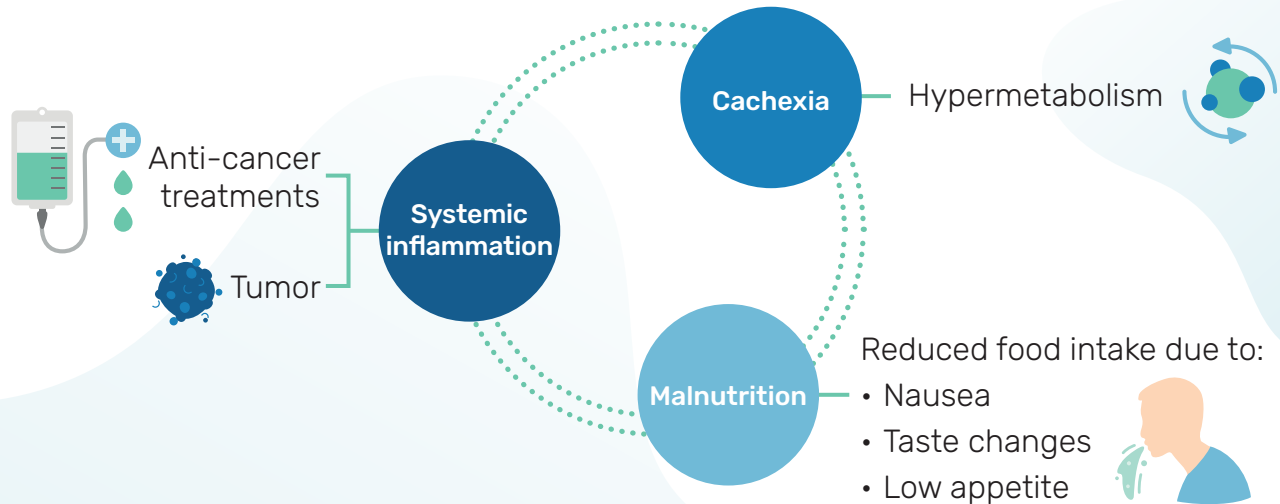 Cachexia
Hypermetabolism
Anti-cancer
treatments
Systemic
inflammation
Tumor
Malnutrition
Reduced food intake due to:
• Nausea
• Taste changes
• Low appetite